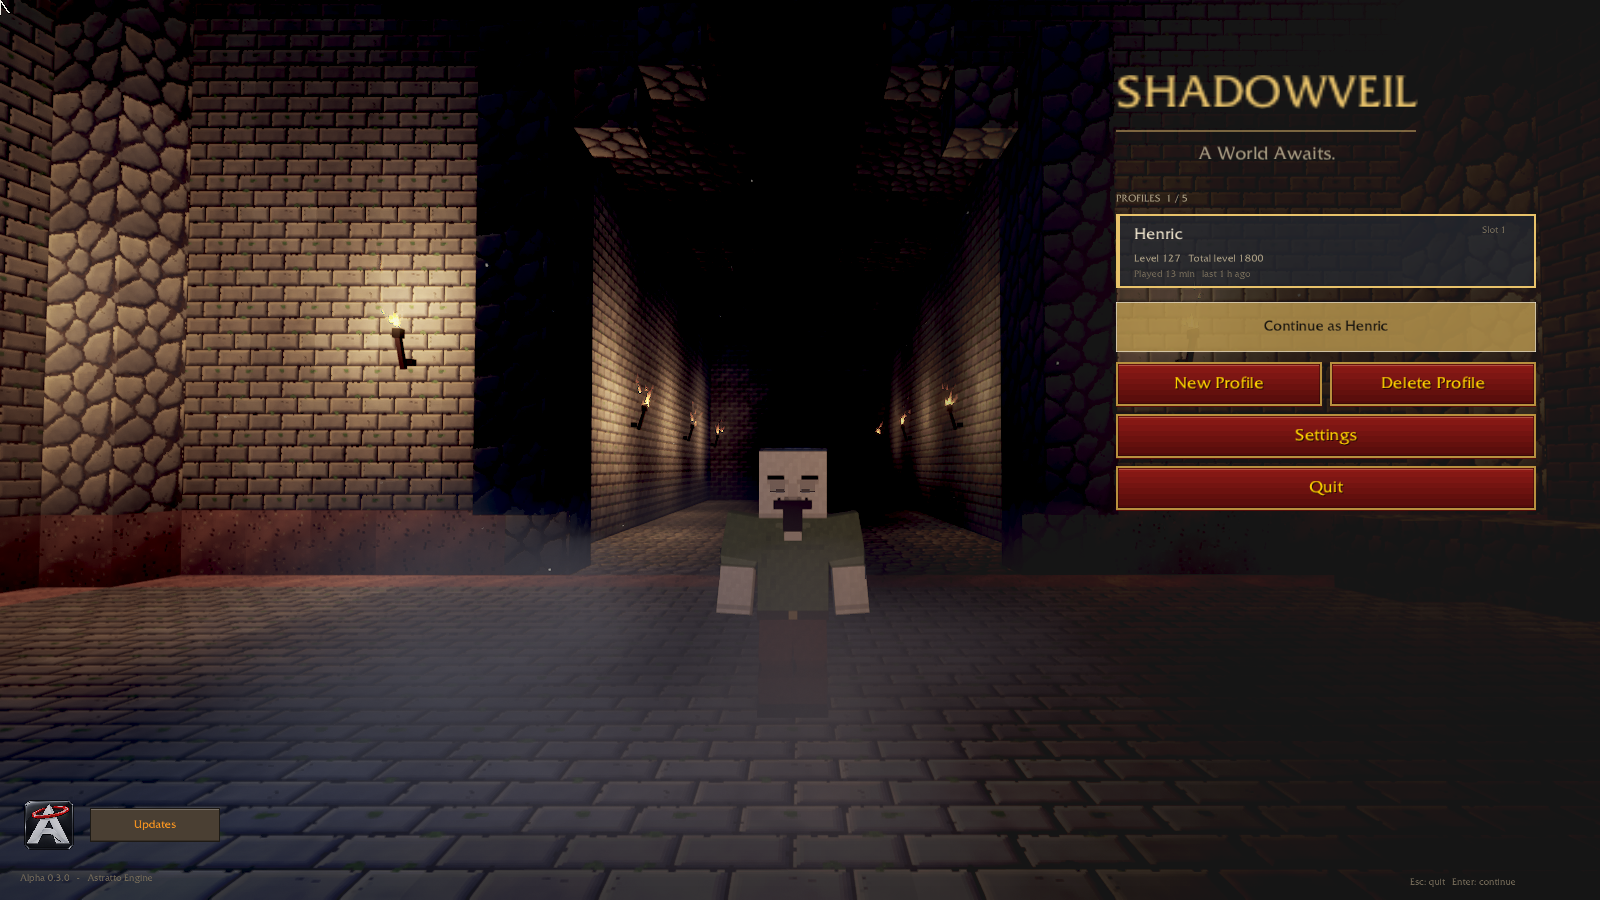 SHADOWVEIL
A World Awaits.
PROFILES 1 / 5
Henric
Slot 1
Level 127 Total level 1800
Played 13 min last 1 h ago
Continue as Henric
New Profile
Delete Profile
Settings
Quit
Updates
Alpha 0.3.0 - Astratto Engine
Esc: quit Enter: continue